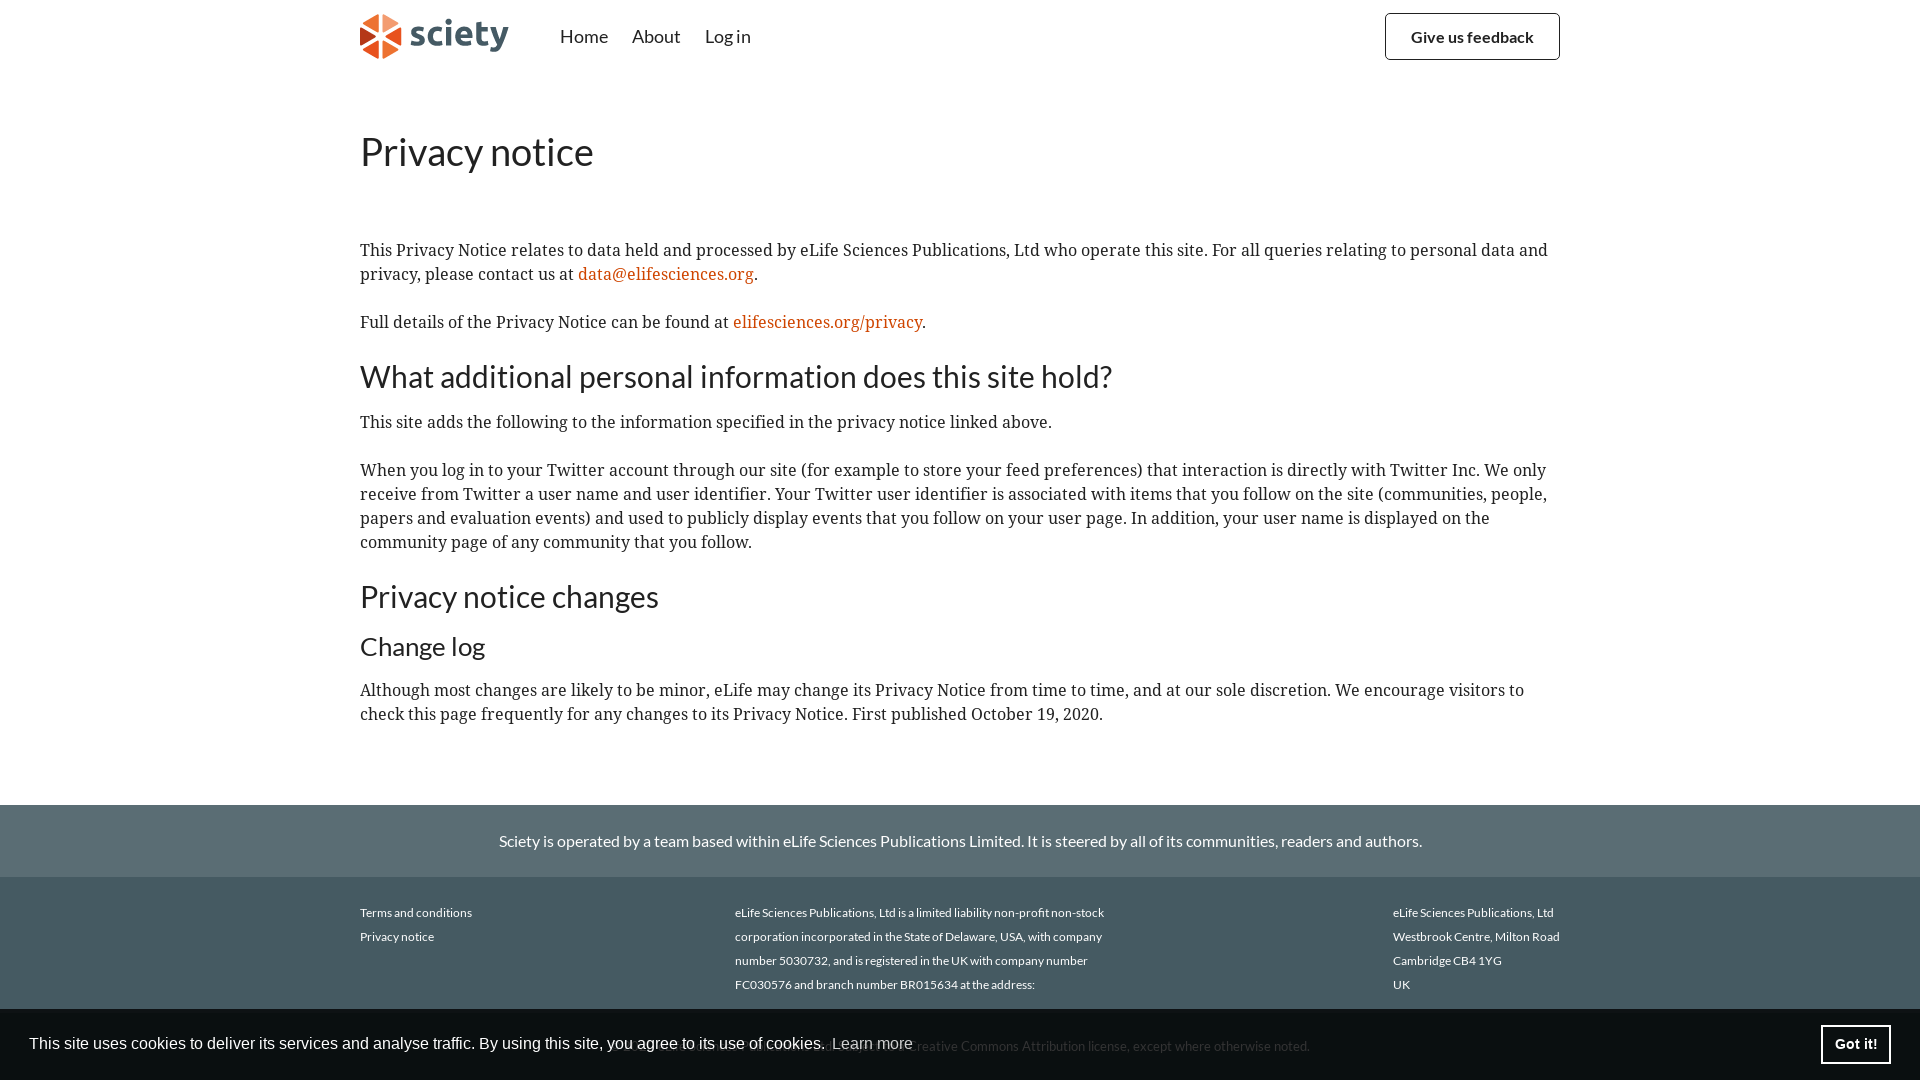 sciety
Home
About
Log in
Give us feedback
Privacy notice
This Privacy Notice relates to data held and processed by eLife Sciences Publications, Ltd who operate this site. For all queries relating to personal data and
privacy, please contact us at data@elifesciences.org.
Full details of the Privacy Notice can be found at elifesciences.org/privacy.
What additional personal information does this site hold?
This site adds the following to the information specified in the privacy notice linked above.
When you log in to your Twitter account through our site (for example to store your feed preferences) that interaction is directly with Twitter Inc. We only
receive from Twitter a user name and user identifier. Your Twitter user identifier is associated with items that you follow on the site (communities, people,
papers and evaluation events) and used to publicly display events that you follow on your user page. In addition, your user name is displayed on the
community page of any community that you follow.
Privacy notice changes
Change log
Although most changes are likely to be minor, eLife may change its Privacy Notice from time to time, and at our sole discretion. We encourage visitors to
check this page frequently for any changes to its Privacy Notice. First published October 19, 2020.
Sciety is operated by a team based within eLife Sciences Publications Limited. It is steered by all of its communities, readers and authors.
Terms and conditions
Privacy notice
eLife Sciences Publications, Ltd is a limited liability non-profit non-stock
corporation incorporated in the State of Delaware, USA, with company
number 5030732, and is registered in the UK with company number
FC030576 and branch number BR015634 at the address:
eLife Sciences Publications, Ltd
Westbrook Centre, Milton Road
Cambridge CB4 1YG
UK
This site uses cookies to deliver its services and analyse traffic. By using this site, you agree to its use of cookies. Learn more
Creative Commons Attribution license, except where otherwise noted.
Got it!